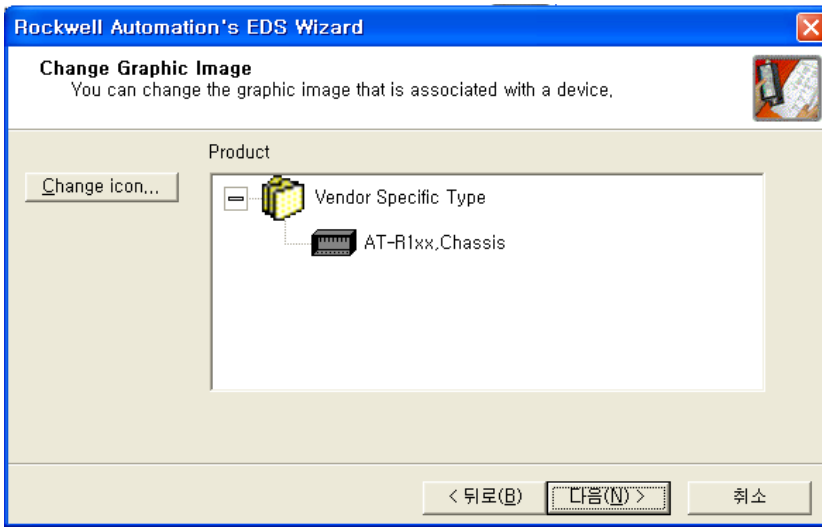 Rockwell Automation's EDS Wizard
Change Graphic Image
You can change the graphic image that is associated with a device,
Product
Change icon...
Vendor Specific Type
AT-R1xx,Chassis
< 뒤로(B)
다음(N) >
취소